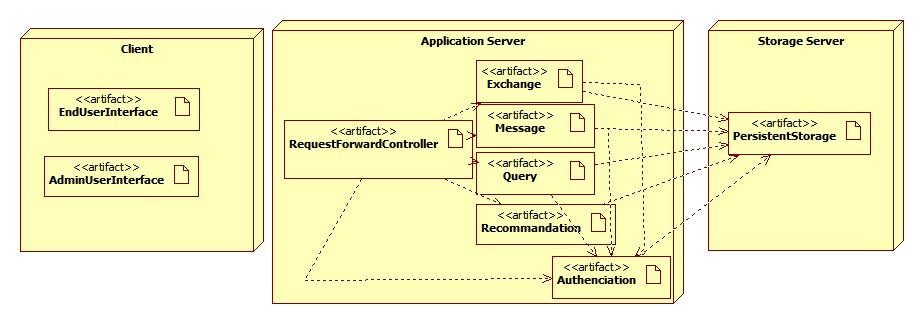 Client
<<artifact>>
EndUserInterface
<<artifact>>
AdminUserInterface
Application Server
<<artifact>>
RequestForwardController
<<artifact>>
Exchange
<<artifact>>
Message
<<artifact>>
Query
<<artifact>>
Recommandation
<<artifact>>
Authenciation
Storage Server
<<artifact>>
PersistentStorage